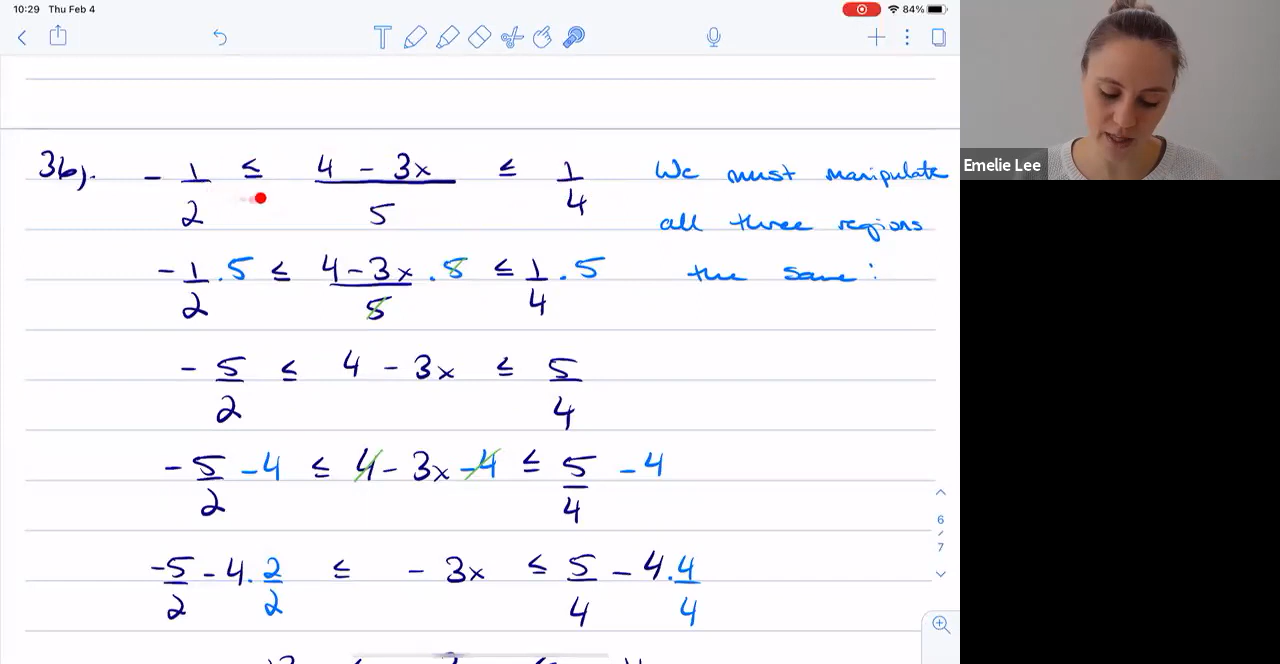 10:29 Thu Feb 4
84%
T
3b). - 1/2 ≤ (4 - 3x)/5 ≤ 1/4 We must manipulate
all three regions
-1/2 · 5 ≤ (4-3x)/5 · 5 ≤ 1/4 · 5 the same!
- 5/2 ≤ 4 - 3x ≤ 5/4
- 5/2 - 4 ≤ 4 - 3x - 4 ≤ 5/4 - 4
-5/2 - 4 · 2/2 ≤ - 3x ≤ 5/4 - 4 · 4/4
6
/
7
Emelie Lee